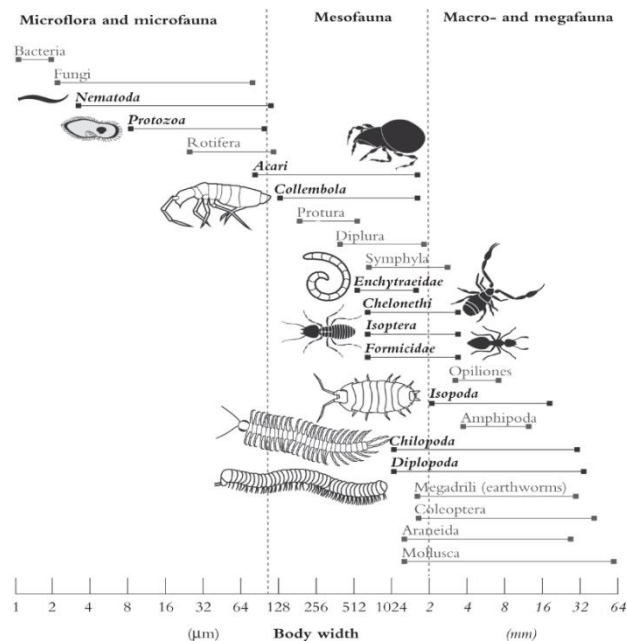 Microflora and microfauna Mesofauna Macro- and megafauna
Bacteria
Fungi
Nematoda
Protozoa
Rotifera
Acari
Collembola
Protura
Diplura
Symphyla
Enchytraeidae
Chelonethi
Isoptera
Formicidae
Opiliones
Isopoda
Amphipoda
Chilopoda
Diplopoda
Megadrili (earthworms)
Coleoptera
Araneida
Mollusca
1 2 4 8 16 32 64 128 256 512 1024 2 4 8 16 32 64
(µm) Body width (mm)